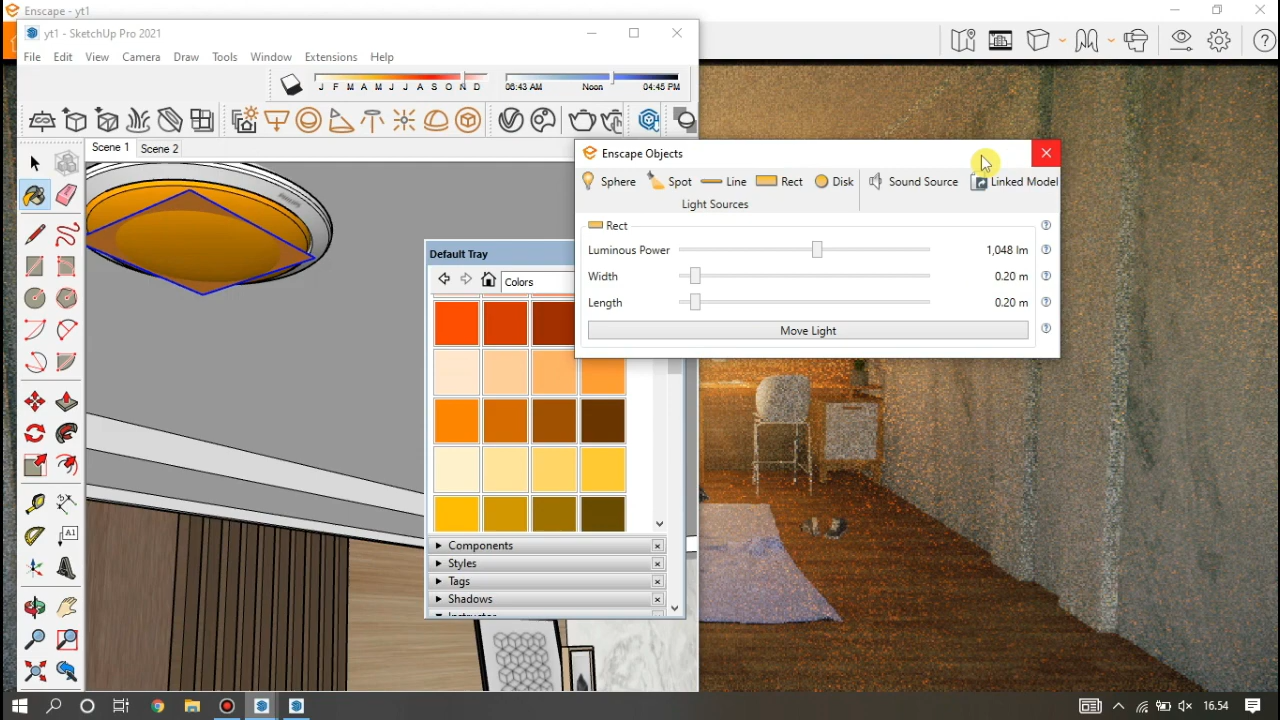 Enscape - yt1
yt1 - SketchUp Pro 2021
File Edit View Camera Draw Tools Window Extensions Help
J F M A M J J A S O N D
06:43 AM Noon 04:45 PM
Scene 1 Scene 2
Enscape Objects
Sphere Spot Line Rect Disk Sound Source Linked Model
Light Sources
Rect
Luminous Power 1,048 lm
Width 0.20 m
Length 0.20 m
Move Light
Default Tray
Colors
Components
Styles
Tags
Shadows
Instructor
A1
16.54